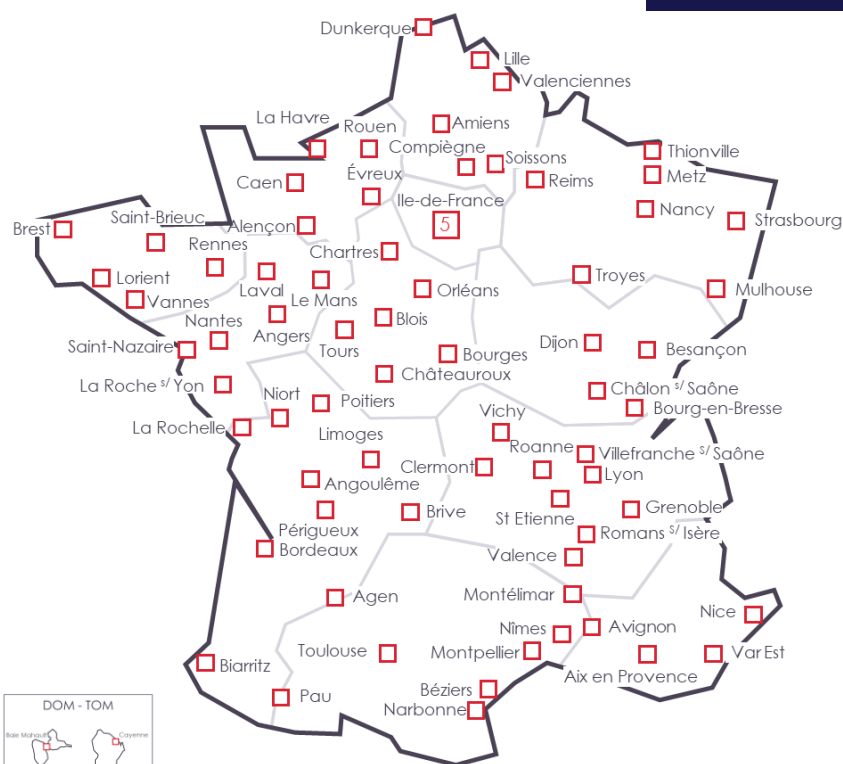 Dunkerque
Lille
Valenciennes
La Havre
Rouen
Amiens
Compiègne
Soissons
Thionville
Caen
Évreux
Reims
Metz
Ile-de-France
5
Nancy
Strasbourg
Brest
Saint-Brieuc
Alençon
Rennes
Chartres
Lorient
Laval
Le Mans
Orléans
Troyes
Mulhouse
Vannes
Nantes
Angers
Blois
Tours
Saint-Nazaire
Bourges
Dijon
Besançon
La Roche s/ Yon
Niort
Châteauroux
Châlon s/ Saône
Poitiers
Bourg-en-Bresse
La Rochelle
Limoges
Vichy
Roanne
Villefranche s/ Saône
Clermont
Lyon
Angoulême
Périgueux
Brive
St Etienne
Grenoble
Romans s/ Isère
Bordeaux
Valence
Agen
Montélimar
Nice
Nîmes
Avignon
Toulouse
Montpellier
Var Est
Biarritz
Aix en Provence
Pau
Béziers
Narbonne
DOM - TOM
Baie Mahault
Cayenne